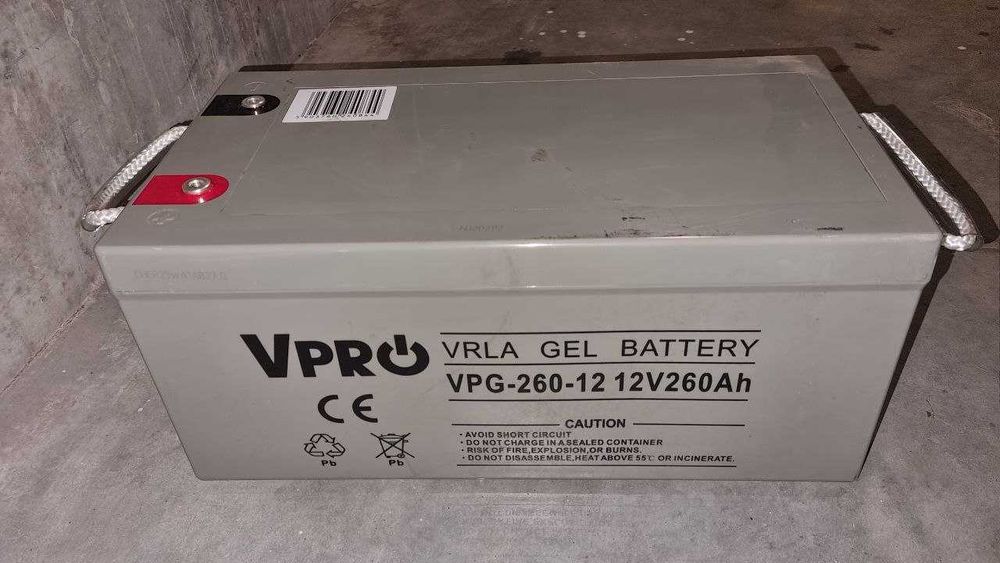 VPRO
VRLA GEL BATTERY
VPG-260-12 12V260Ah
CE
CAUTION
· AVOID SHORT CIRCUIT
· DO NOT CHARGE IN A SEALED CONTAINER
· RISK OF FIRE,EXPLOSION,OR BURNS.
· DO NOT DISASSEMBLE,HEAT ABOVE 55℃ OR INCINERATE.
Pb
Pb